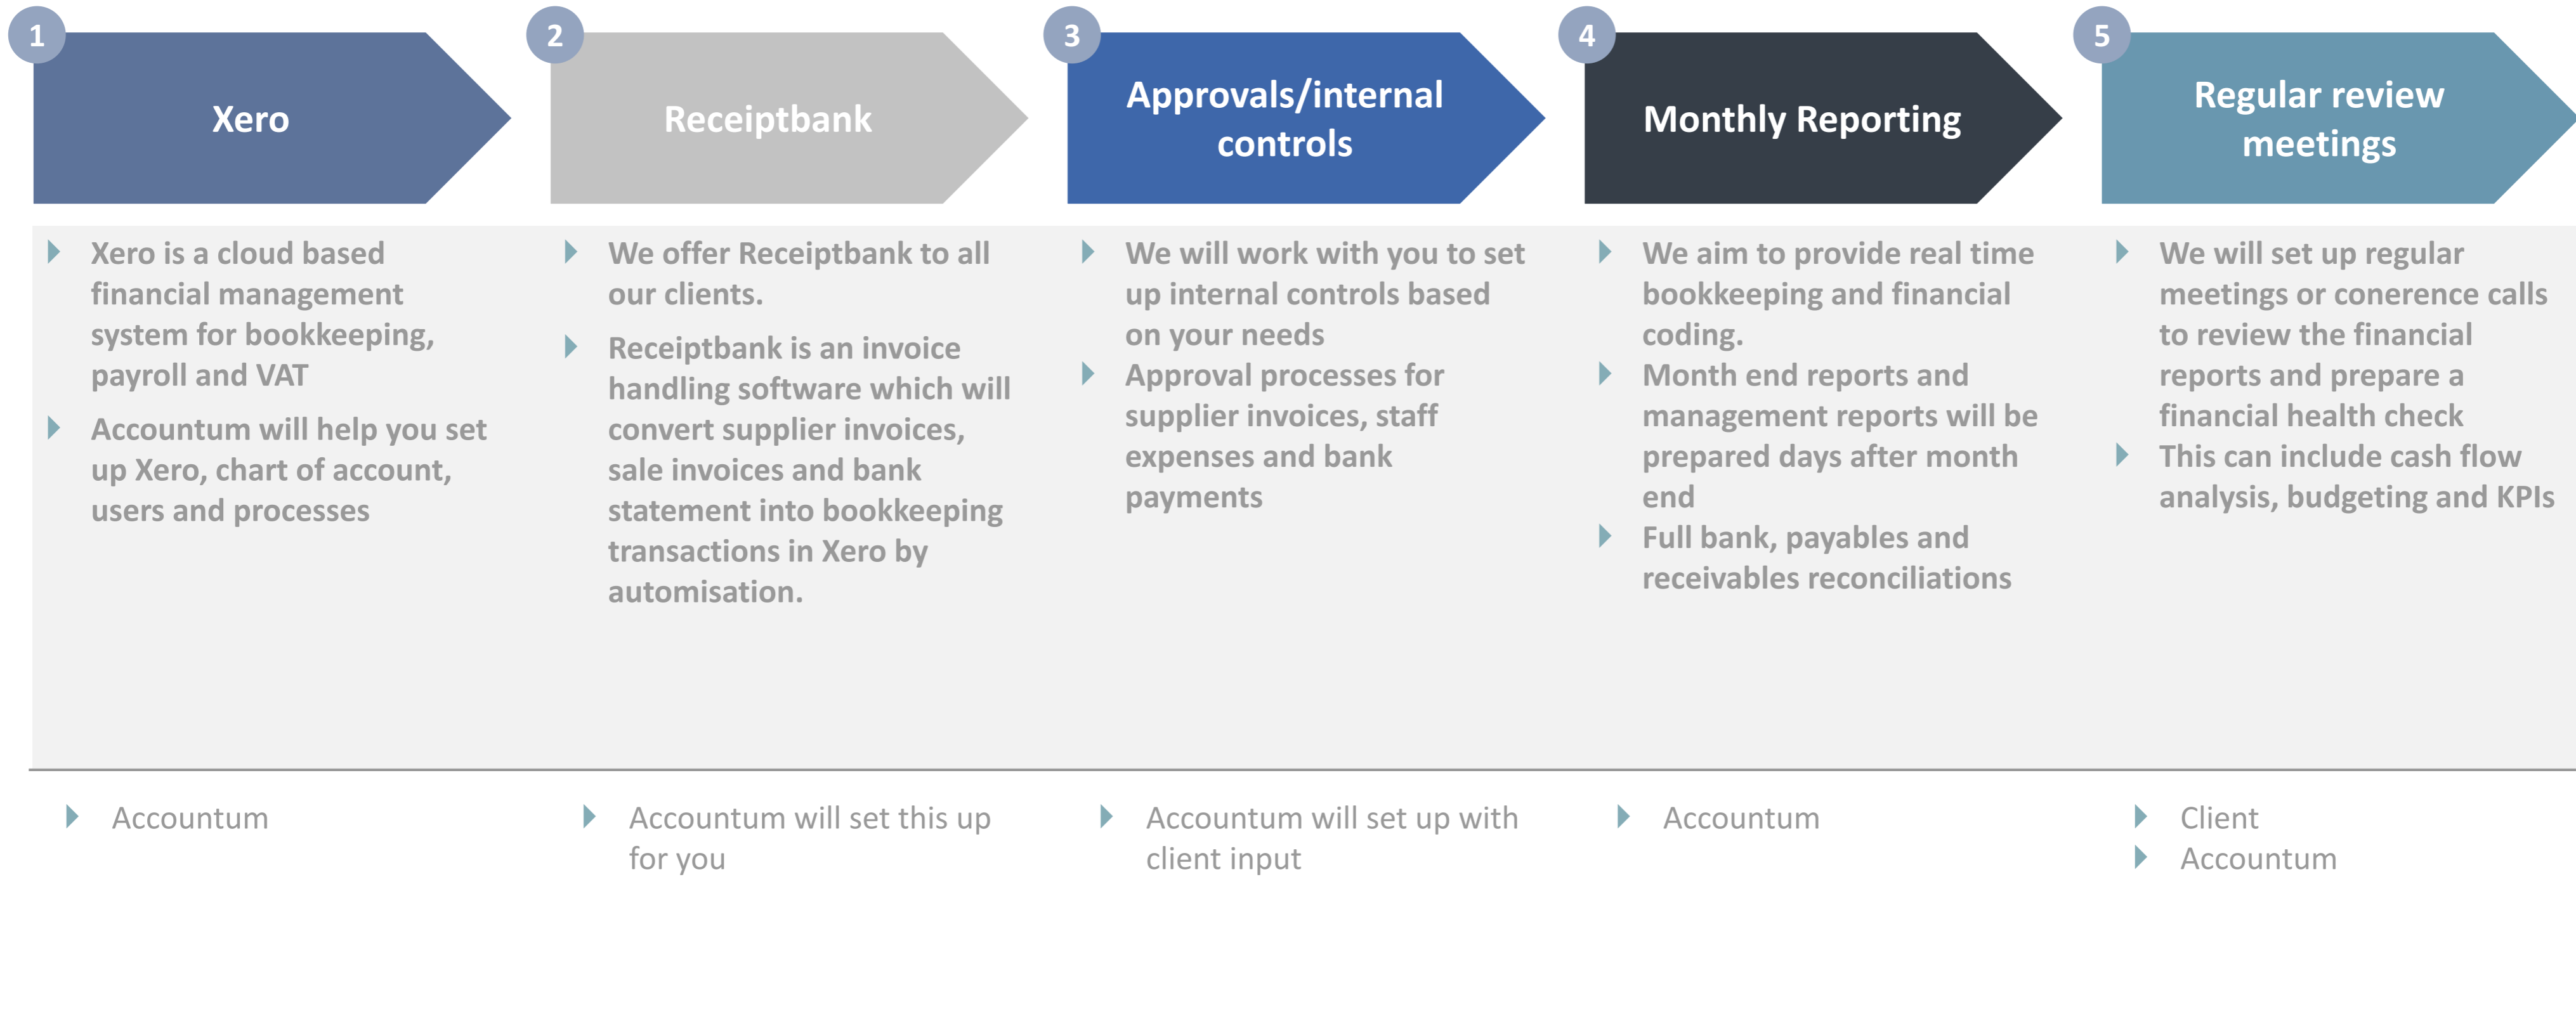 1
Xero
Xero is a cloud based
financial management
system for bookkeeping,
payroll and VAT
Accountum will help you set
up Xero, chart of account,
users and processes
Accountum
2
Receiptbank
We offer Receiptbank to all
our clients.
Receiptbank is an invoice
handling software which will
convert supplier invoices,
sale invoices and bank
statement into bookkeeping
transactions in Xero by
automisation.
Accountum will set this up
for you
3
Approvals/internal
controls
We will work with you to set
up internal controls based
on your needs
Approval processes for
supplier invoices, staff
expenses and bank
payments
Accountum will set up with
client input
4
Monthly Reporting
We aim to provide real time
bookkeeping and financial
coding.
Month end reports and
management reports will be
prepared days after month
end
Full bank, payables and
receivables reconciliations
Accountum
5
Regular review
meetings
We will set up regular
meetings or conerence calls
to review the financial
reports and prepare a
financial health check
This can include cash flow
analysis, budgeting and KPIs
Client
Accountum